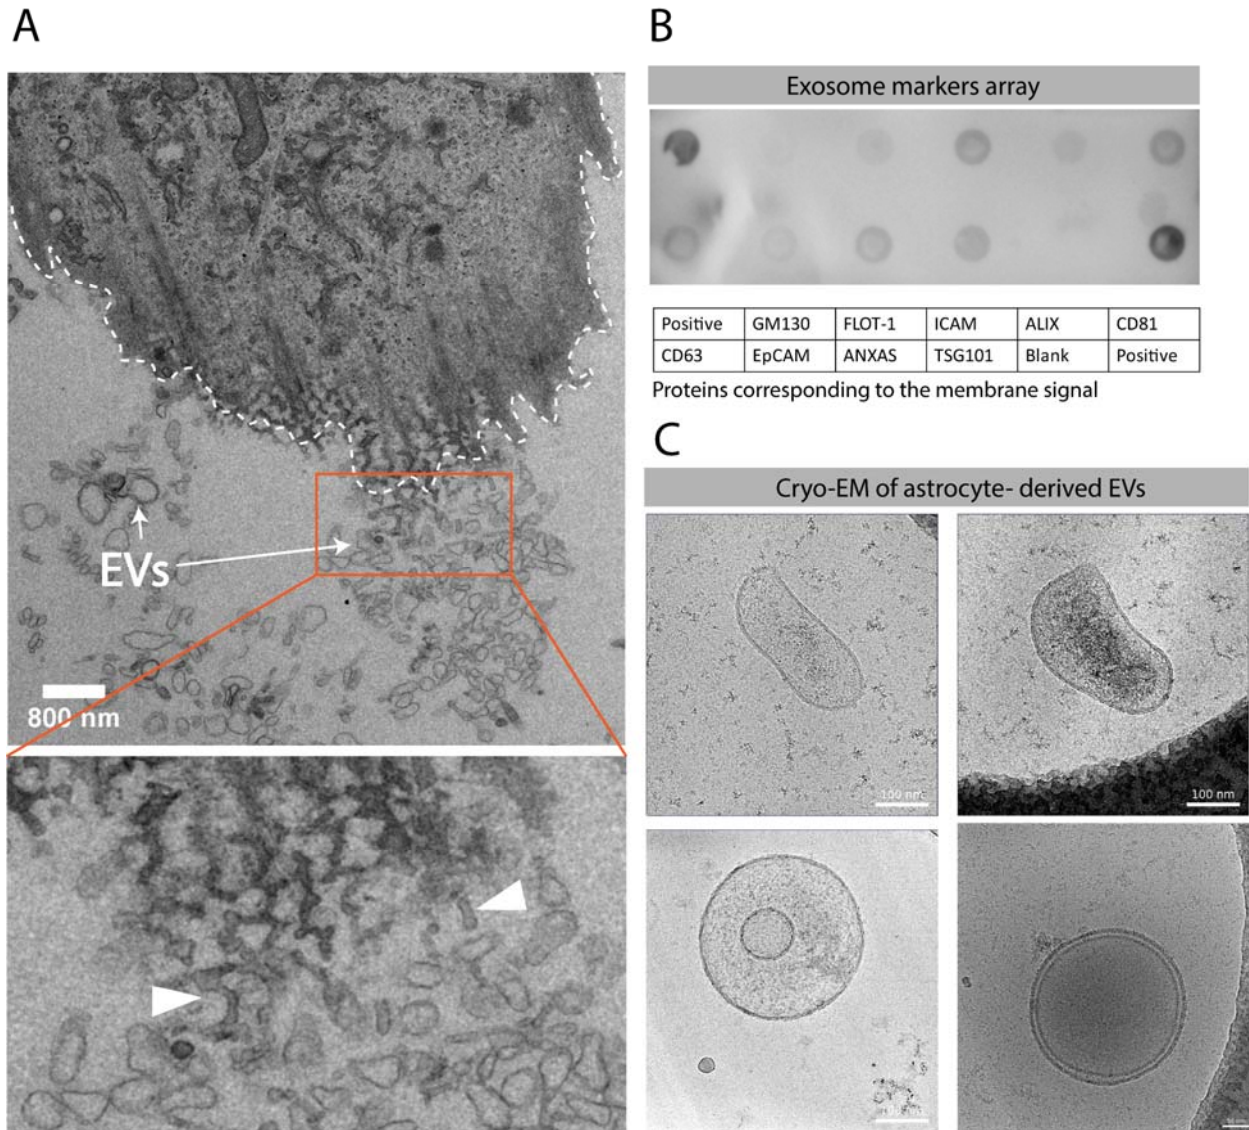 A
EVs
800 nm
B
Exosome markers array
Positive GM130 FLOT-1 ICAM ALIX CD81
CD63 EpCAM ANXAS TSG101 Blank Positive
Proteins corresponding to the membrane signal
C
Cryo-EM of astrocyte- derived EVs
100 nm
100 nm